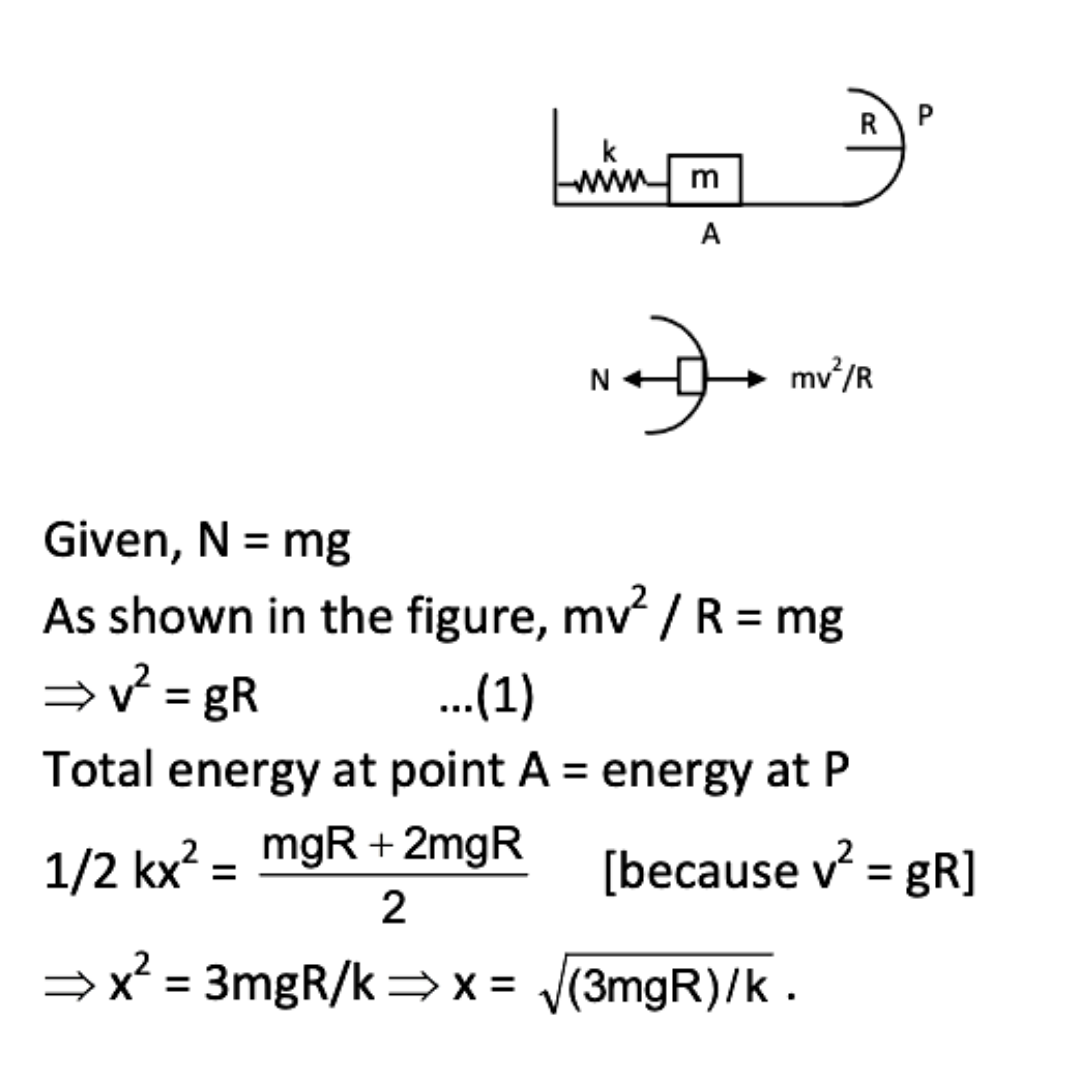 R P
k
m
A
N mv²/R
Given, N = mg
As shown in the figure, mv² / R = mg
⇒ v² = gR ...(1)
Total energy at point A = energy at P
1/2 kx² = (mgR + 2mgR)/2 [because v² = gR]
⇒ x² = 3mgR/k ⇒ x = √(3mgR)/k .